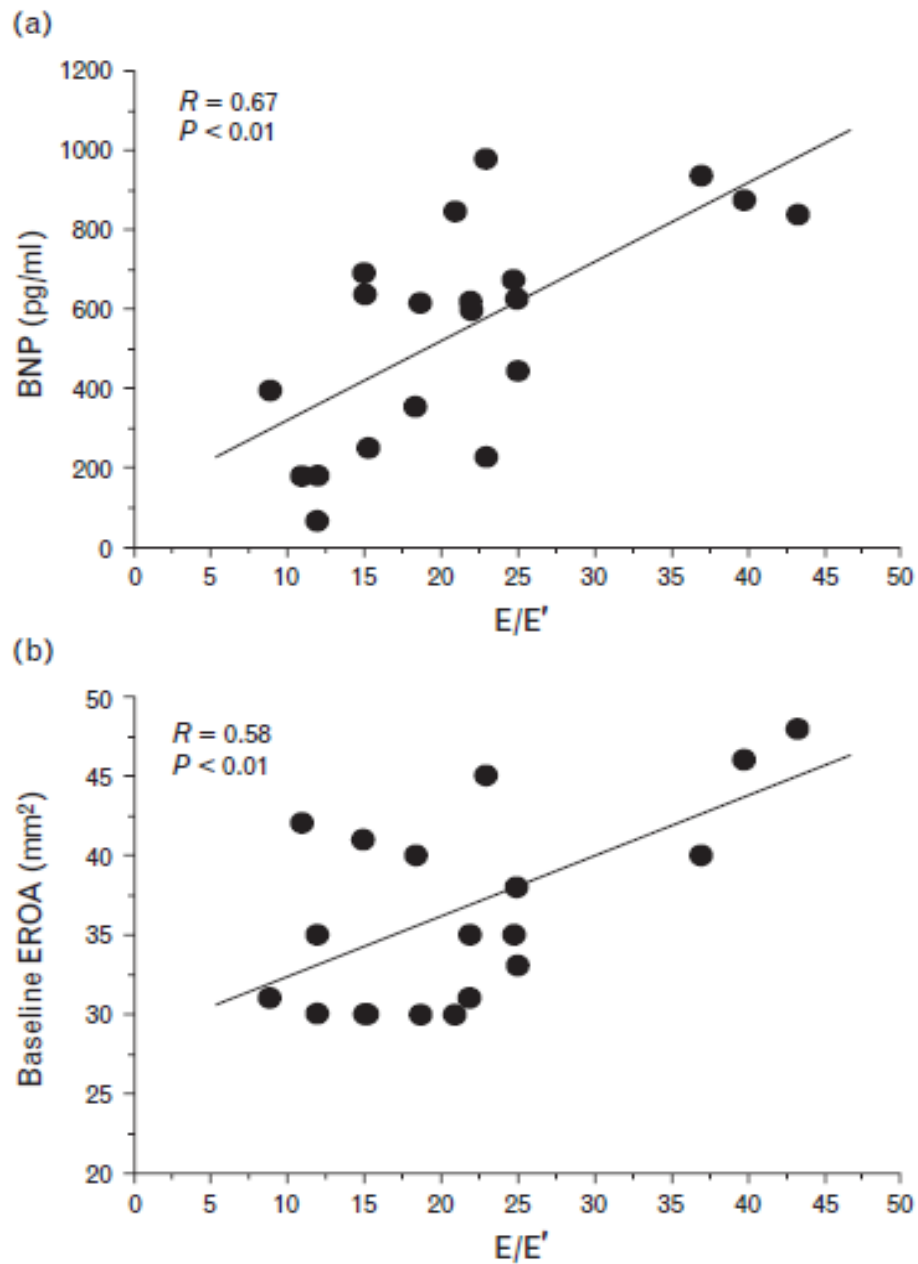 (a)
1200
1000
800
600
400
200
0
R = 0.67
P < 0.01
BNP (pg/ml)
0 5 10 15 20 25 30 35 40 45 50
E/E′
(b)
50
45
40
35
30
25
20
R = 0.58
P < 0.01
Baseline EROA (mm²)
0 5 10 15 20 25 30 35 40 45 50
E/E′